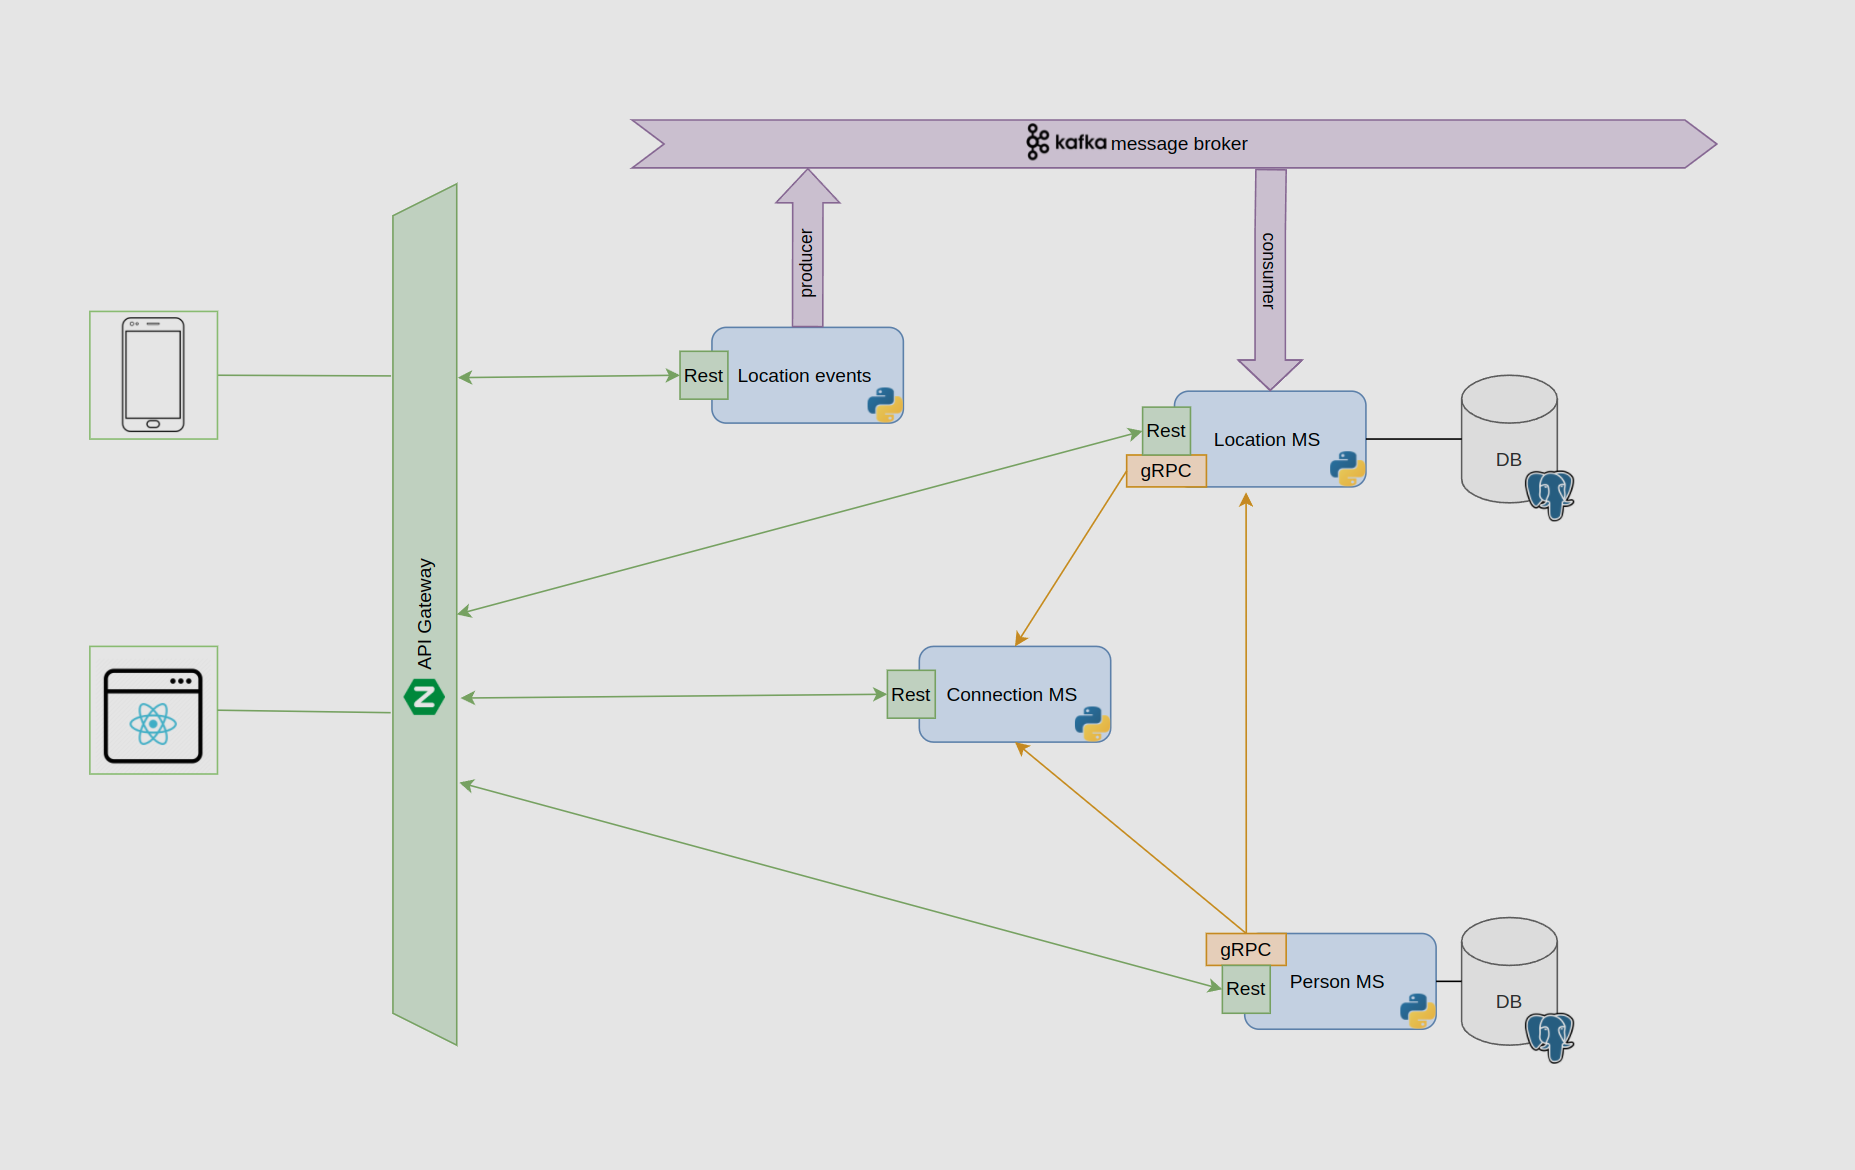 kafka message broker
producer
consumer
Rest
Location events
Rest
Location MS
gRPC
DB
API Gateway
Rest
Connection MS
gRPC
Rest
Person MS
DB